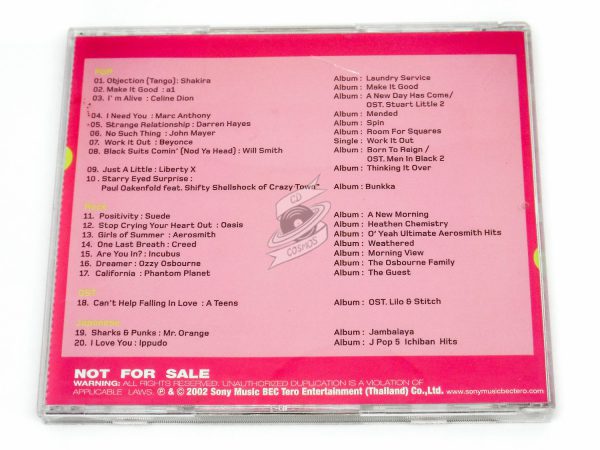 POP
01. Objection (Tango) : Shakira Album : Laundry Service
02. Make It Good : a1 Album : Make It Good
03. I'm Alive : Celine Dion Album : A New Day Has Come/
OST. Stuart Little 2
04. I Need You : Marc Anthony Album : Mended
05. Strange Relationship : Darren Hayes Album : Spin
06. No Such Thing : John Mayer Album : Room For Squares
07. Work It Out : Beyonce Single : Work It Out
08. Black Suits Comin' (Nod Ya Head) : Will Smith Album : Born To Reign /
OST. Men In Black 2
09. Just A Little : Liberty X Album : Thinking It Over
10. Starry Eyed Surprise :
Paul Oakenfold feat. Shifty Shellshock of Crazy Town" Album : Bunkka
Rock
11. Positivity : Suede Album : A New Morning
12. Stop Crying Your Heart Out : Oasis Album : Heathen Chemistry
13. Girls of Summer : Aerosmith Album : O' Yeah Ultimate Aerosmith Hits
14. One Last Breath : Creed Album : Weathered
15. Are You In? : Incubus Album : Morning View
16. Dreamer : Ozzy Osbourne Album : The Osbourne Family
17. California : Phantom Planet Album : The Guest
OST
18. Can't Help Falling In Love : A Teens Album : OST. Lilo & Stitch
Japanese
19. Sharks & Punks : Mr. Orange Album : Jambalaya
20. I Love You : Ippudo Album : J Pop 5 Ichiban Hits
CD
COSMOS
NOT FOR SALE
WARNING: ALL RIGHTS RESERVED. UNAUTHORIZED DUPLICATION IS A VIOLATION OF
APPLICABLE LAWS. ℗ & © 2002 Sony Music BEC Tero Entertainment (Thailand) Co.,Ltd. www.sonymusicbectero.com